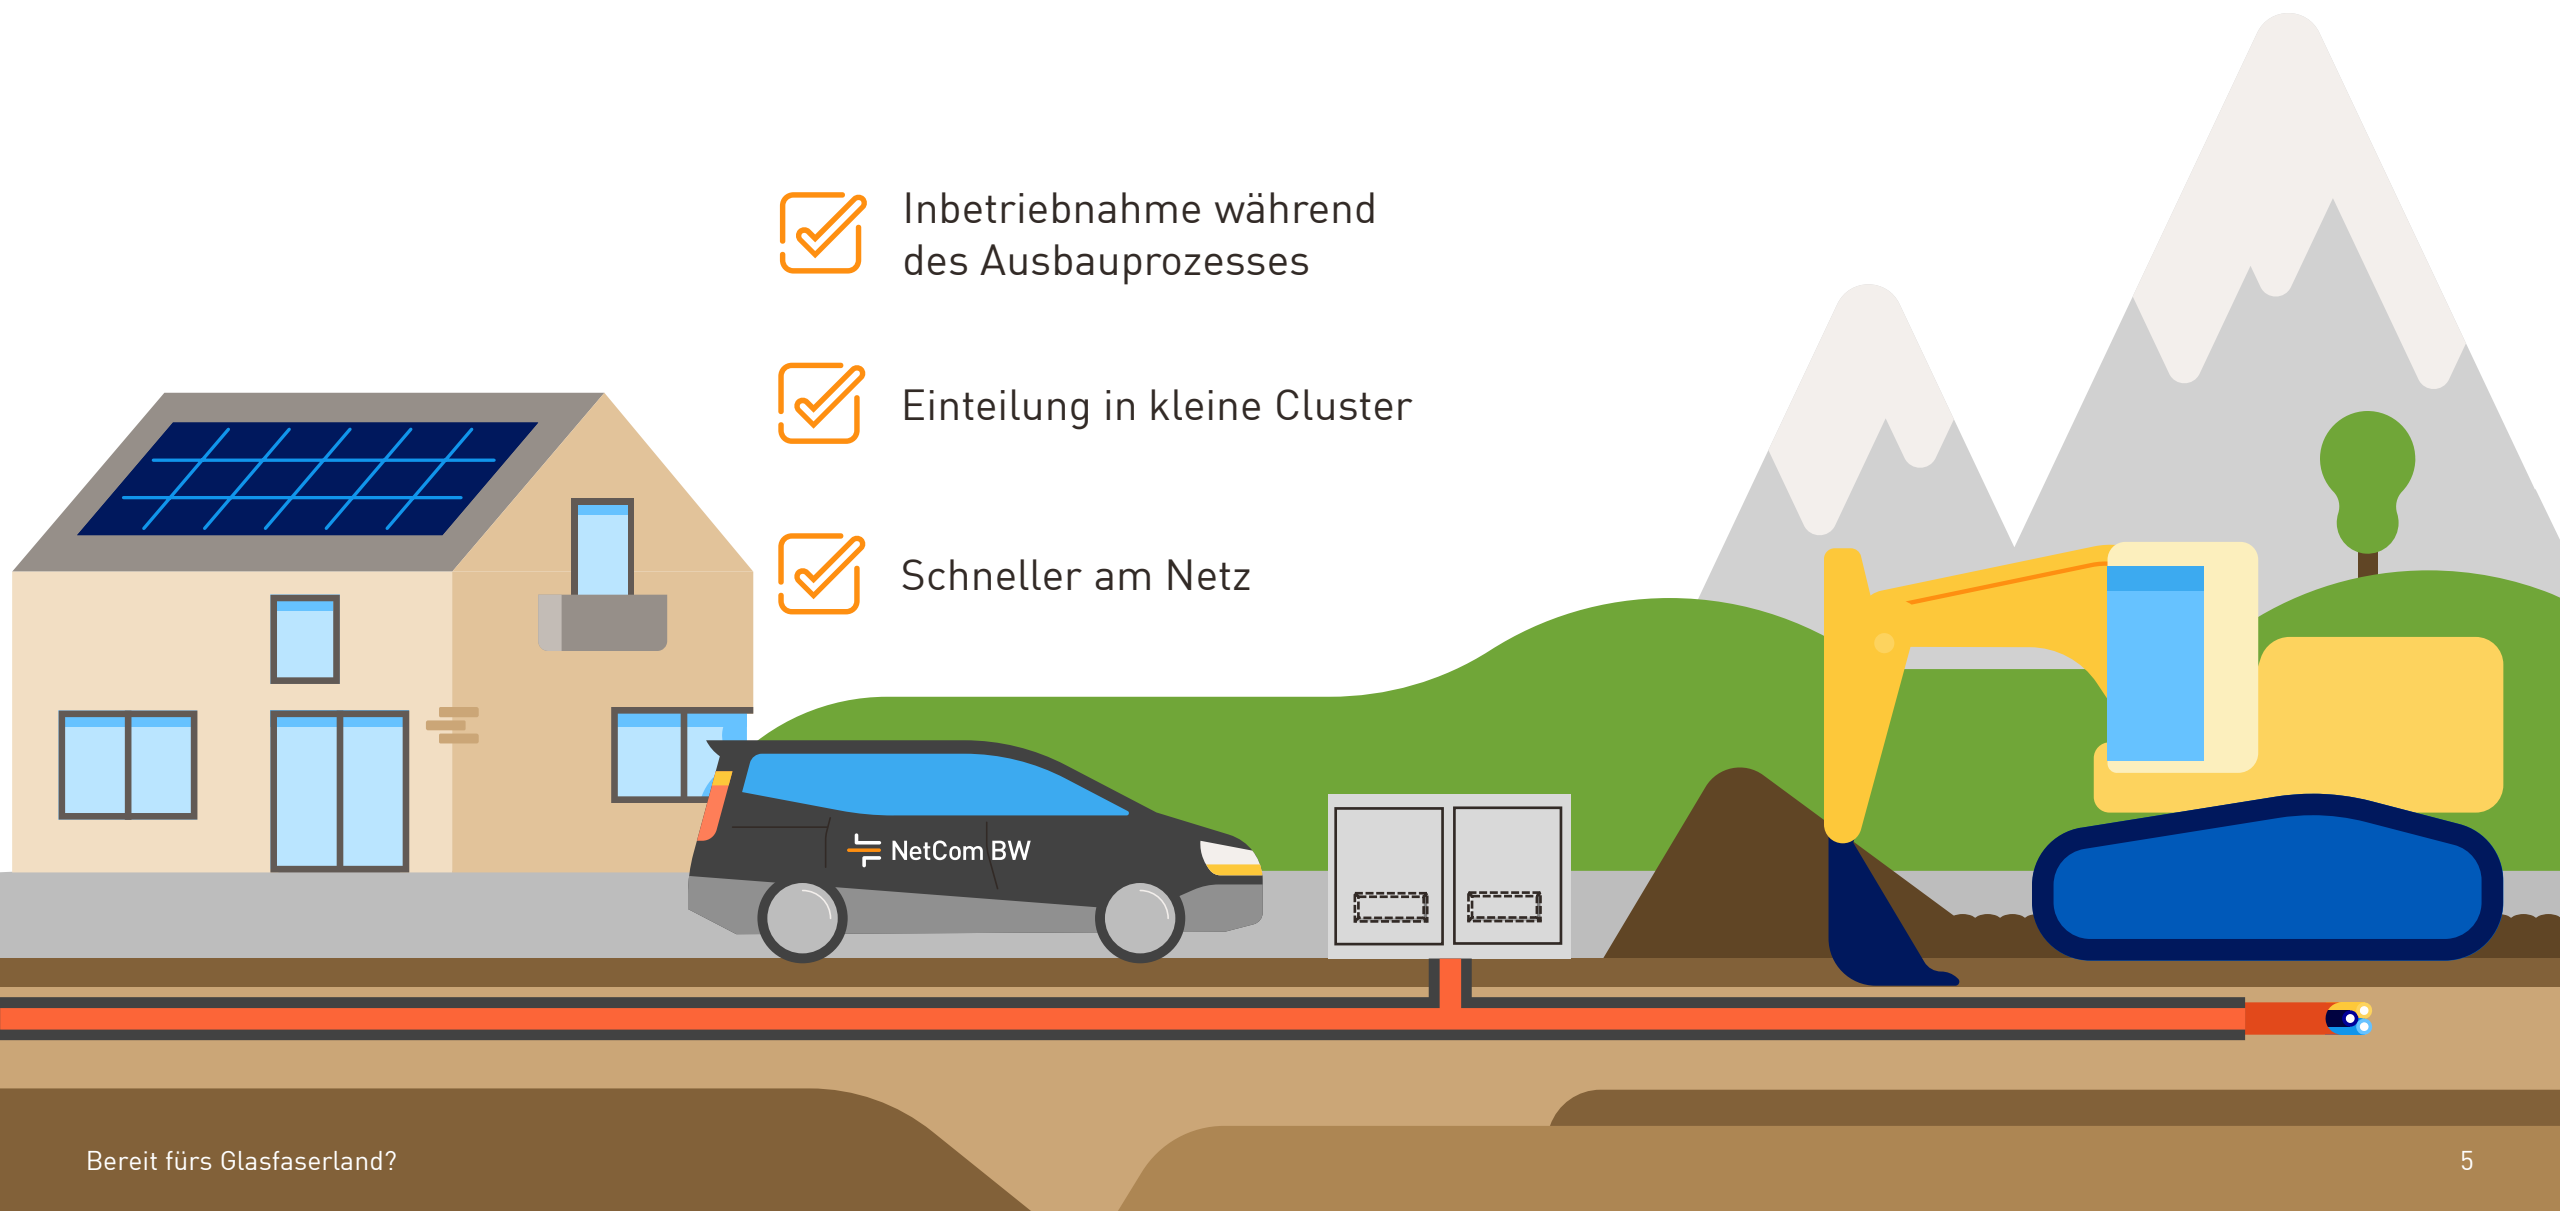 Inbetriebnahme während
des Ausbauprozesses
Einteilung in kleine Cluster
Schneller am Netz
NetCom BW
Bereit fürs Glasfaserland?
5